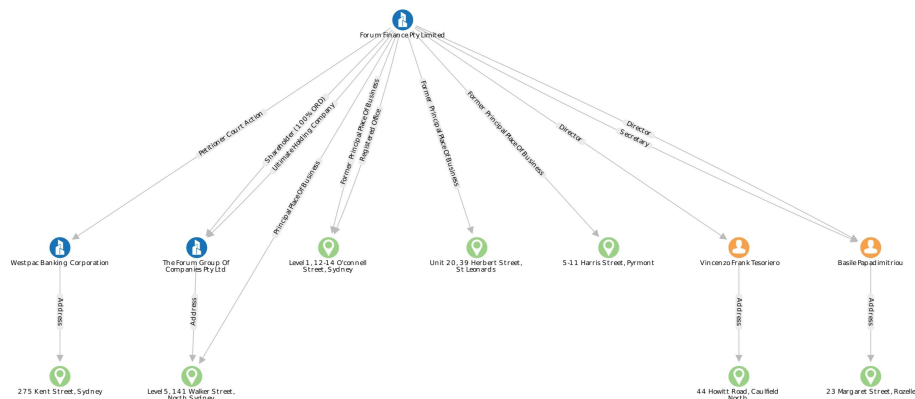 Forum Finance Pty Limited
Petitioner Court Action
Shareholder (100% ORD)
Ultimate Holding Company
Principal Place Of Business
Former Principal Place Of Business
Registered Office
Former Principal Place Of Business
Former Principal Place Of Business
Director
Director
Secretary
Westpac Banking Corporation
The Forum Group Of
Companies Pty Ltd
Level 1, 12-14 O'connell
Street, Sydney
Unit 20, 39 Herbert Street,
St Leonards
5-11 Harris Street, Pyrmont
Vincenzo Frank Tesoriero
Basile Papadimitriou
Address
Address
Address
Address
275 Kent Street, Sydney
Level 5, 141 Walker Street,
North Sydney
44 Howitt Road, Caulfield
North
23 Margaret Street, Rozelle